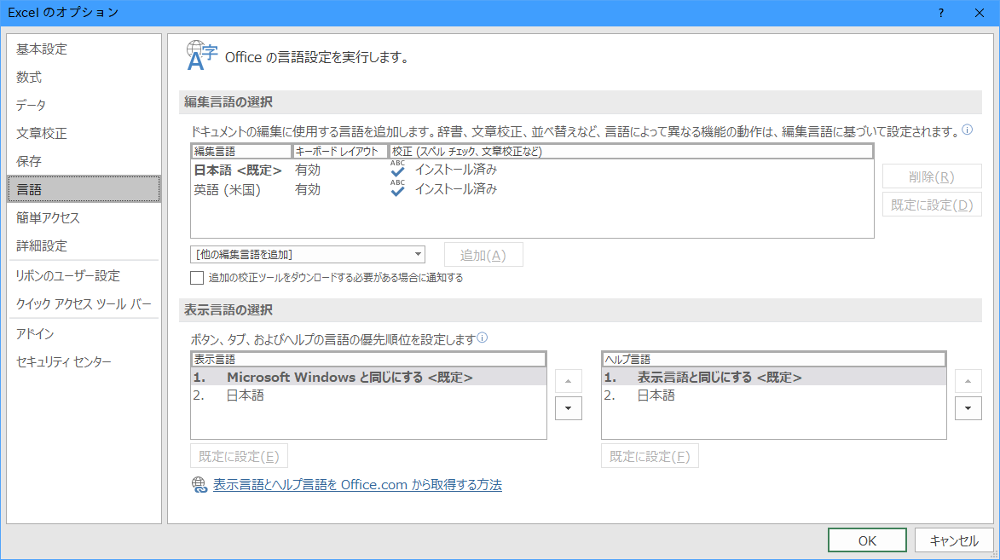 Excel のオプション
?
基本設定
数式
データ
文章校正
保存
言語
簡単アクセス
詳細設定
リボンのユーザー設定
クイック アクセス ツール バー
アドイン
セキュリティ センター
A字 Office の言語設定を実行します。
編集言語の選択
ドキュメントの編集に使用する言語を追加します。辞書、文章校正、並べ替えなど、言語によって異なる機能の動作は、編集言語に基づいて設定されます。
編集言語 キーボード レイアウト 校正 (スペル チェック、文章校正など)
日本語 <既定> 有効 ABC インストール済み
英語 (米国) 有効 ABC インストール済み
削除(R)
既定に設定(D)
[他の編集言語を追加] 追加(A)
追加の校正ツールをダウンロードする必要がある場合に通知する
表示言語の選択
ボタン、タブ、およびヘルプの言語の優先順位を設定します
表示言語
1. Microsoft Windows と同じにする <既定>
2. 日本語
既定に設定(E)
ヘルプ言語
1. 表示言語と同じにする <既定>
2. 日本語
既定に設定(F)
表示言語とヘルプ言語を Office.com から取得する方法
OK キャンセル